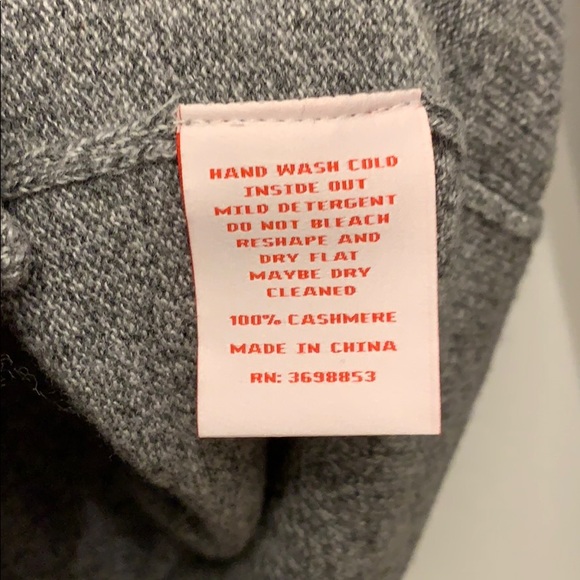 HAND WASH COLD
INSIDE OUT
MILD DETERGENT
DO NOT BLEACH
RESHAPE AND
DRY FLAT
MAYBE DRY
CLEANED
100% CASHMERE
MADE IN CHINA
RN: 3698853